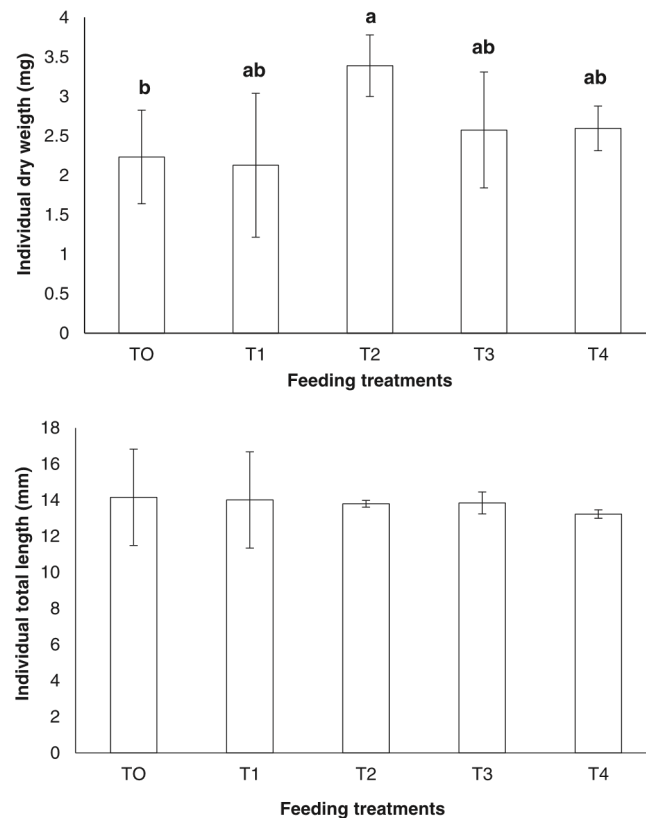 4
3.5
3
2.5
2
1.5
1
0.5
0
Individual dry weigth (mg)
b
ab
a
ab
ab
TO T1 T2 T3 T4
Feeding treatments
18
16
14
12
10
8
6
4
2
0
Individual total length (mm)
TO T1 T2 T3 T4
Feeding treatments